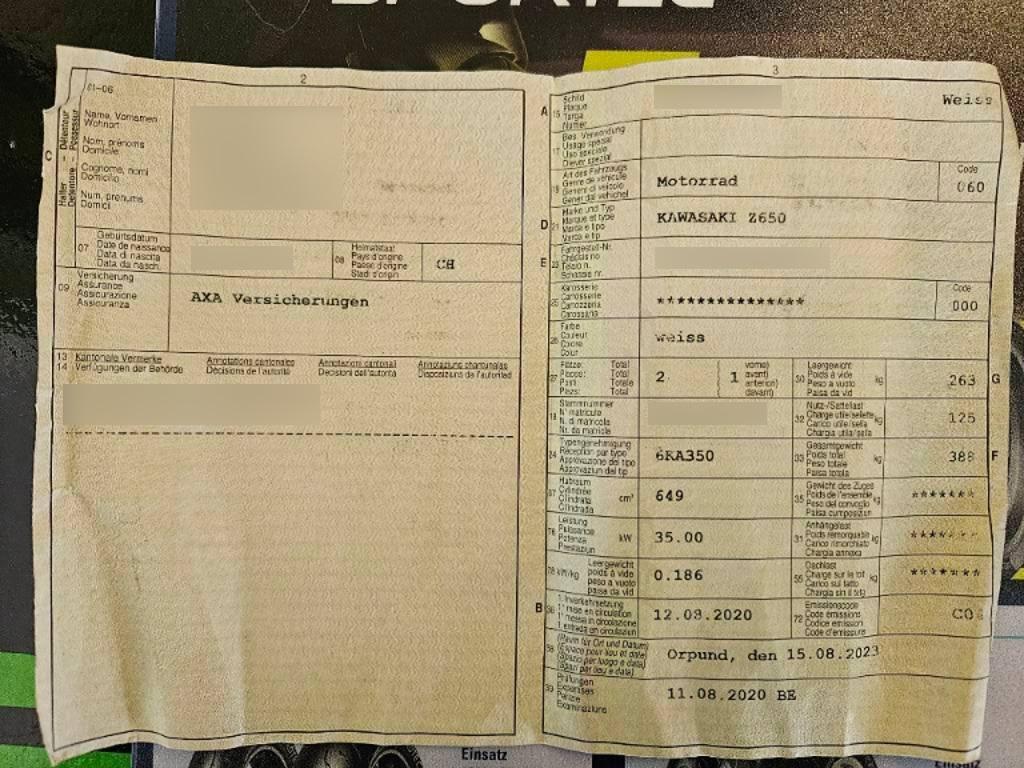 2
01-06
Name, Vornamen
Wohnort
Nom, prénoms
Domicile
Cognome, nomi
Domicilio
Num, prenums
Domicil
C
Halter – Détenteur
Detentore – Possessur
07
Geburtsdatum
Date de naissance
Data di nascita
Data da nasch.
08
Heimatstaat
Pays d'origine
Paese d'origine
Stadi d'origin
CH
09
Versicherung
Assurance
Assicurazione
Assicuranza
AXA Versicherungen
13 Kantonale Vermerke
14 Verfügungen der Behörde
Annotations cantonales
Décisions de l'autorité
Annotazioni cantonali
Decisioni dell'autorità
Annotaziuns chantunalas
Disposiziuns da l'autoritad
3
A
15
Schild
Plaque
Targa
Numer
Weiss
17
Bes. Verwendung
Usage spécial
Uso speciale
Diever spezial
19
Art des Fahrzeugs
Genre de véhicule
Genere di veicolo
Gener dal vehichel
Motorrad
Code
060
D
21
Marke und Typ
Marque et type
Marca e tipo
Marca e tip
KAWASAKI Z650
E
23
Fahrgestell-Nr.
Châssis no
Telaio n.
Schassis nr.
25
Karosserie
Carrosserie
Carrozzeria
Carossaria
***************
Code
000
26
Farbe
Couleur
Colore
Colur
weiss
27
Plätze: Total
Places: Total
Posti: Totale
Plazs: Total
2
1
vorne)
avant)
anteriori)
davant)
30
Leergewicht
Poids à vide
Peso a vuoto
Paisa da vid
kg
263
G
18
Stammnummer
N° matricule
N. di matricola
Nr. da matricla
32
Nutz-/Sattellast
Charge utile/sellette
Carico utile/sella
Chargia utila/sella
kg
125
24
Typengenehmigung
Réception par type
Approvazione del tipo
Approvaziun dal tip
6KA350
33
Gesamtgewicht
Poids total
Peso totale
Paisa totala
kg
388
F
37
Hubraum
Cylindrée
Cilindrata
Cilindrada
cm³
649
35
Gewicht des Zuges
Poids de l'ensemble
Peso del convoglio
Paisa cumposiziun
kg
*******
76
Leistung
Puissance
Potenza
Prestaziun
kW
35.00
31
Anhängelast
Poids remorquable
Carico rimorchiato
Chargia annexa
kg
*******
78 kW/kg
Leergewicht
poids à vide
peso a vuoto
paisa da vid
0.186
55
Dachlast
Charge sur le toit
Carico sul tetto
Chargia sin il tetg
kg
*******
B
36
1. Inverkehrsetzung
1re mise en circulation
1a messa in circolazione
1. entrada en circulaziun
12.08.2020
72
Emissionscode
Code émissions
Codice emissioni
Code d'emissiuns
38
(Raum für Ort und Datum)
(Espace pour lieu et date)
(Spazio per luogo e data)
(Spazi per lieu e data)
Orpund, den 15.08.2023
39
Prüfungen
Expertises
Perizie
Examinaziuns
11.08.2020 BE
Einsatz